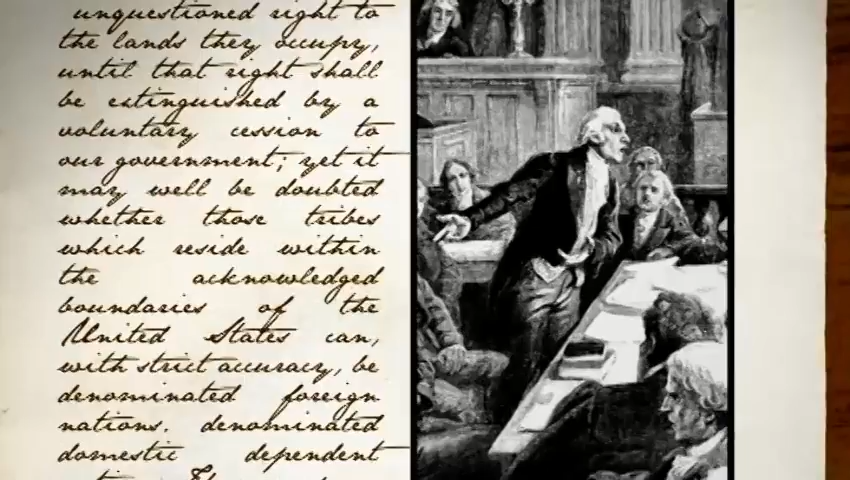 unquestioned right to
the lands they occupy,
until that right shall
be extinguished by a
voluntary cession to
our government; yet it
may well be doubted
whether those tribes
which reside within
the acknowledged
boundaries of the
United States can,
with strict accuracy, be
denominated foreign
nations. denominated
domestic dependent